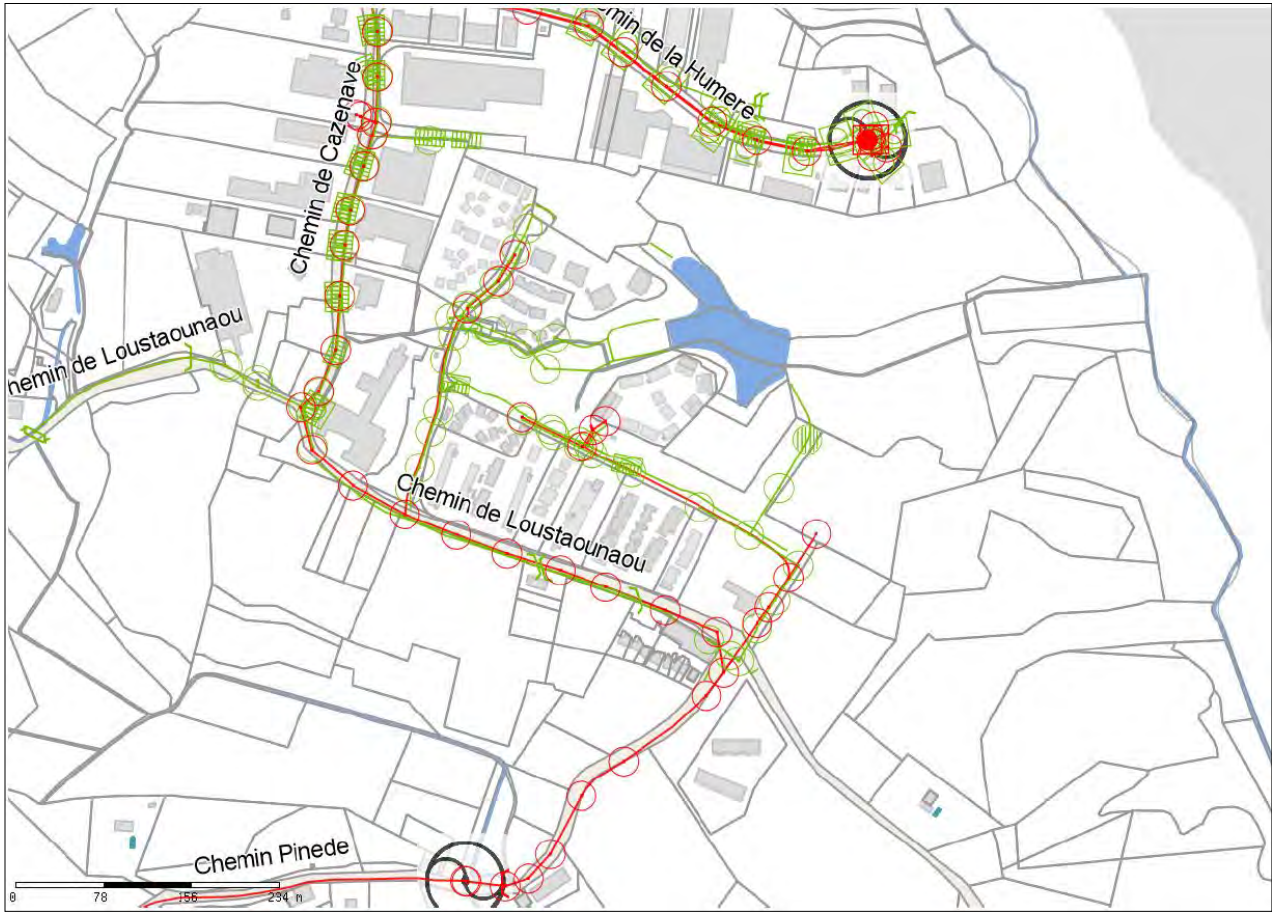 emin de la Humere
Chemin de Cazenave
hemin de Loustaounaou
Chemin de Loustaounaou
Chemin Pinede
0 78 156 234 m